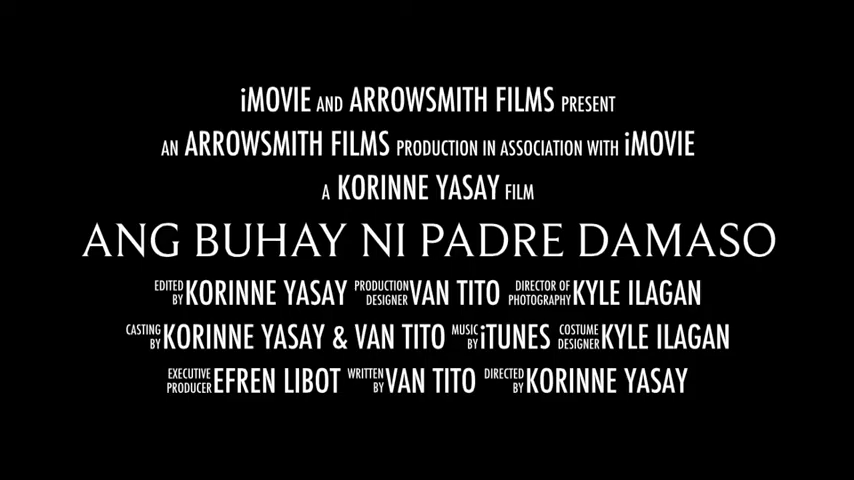 iMOVIE AND ARROWSMITH FILMS PRESENT
AN ARROWSMITH FILMS PRODUCTION IN ASSOCIATION WITH iMOVIE
A KORINNE YASAY FILM
ANG BUHAY NI PADRE DAMASO
EDITED BY KORINNE YASAY PRODUCTION DESIGNER VAN TITO DIRECTOR OF PHOTOGRAPHY KYLE ILAGAN
CASTING BY KORINNE YASAY & VAN TITO MUSIC BY iTUNES COSTUME DESIGNER KYLE ILAGAN
EXECUTIVE PRODUCER EFREN LIBOT WRITTEN BY VAN TITO DIRECTED BY KORINNE YASAY